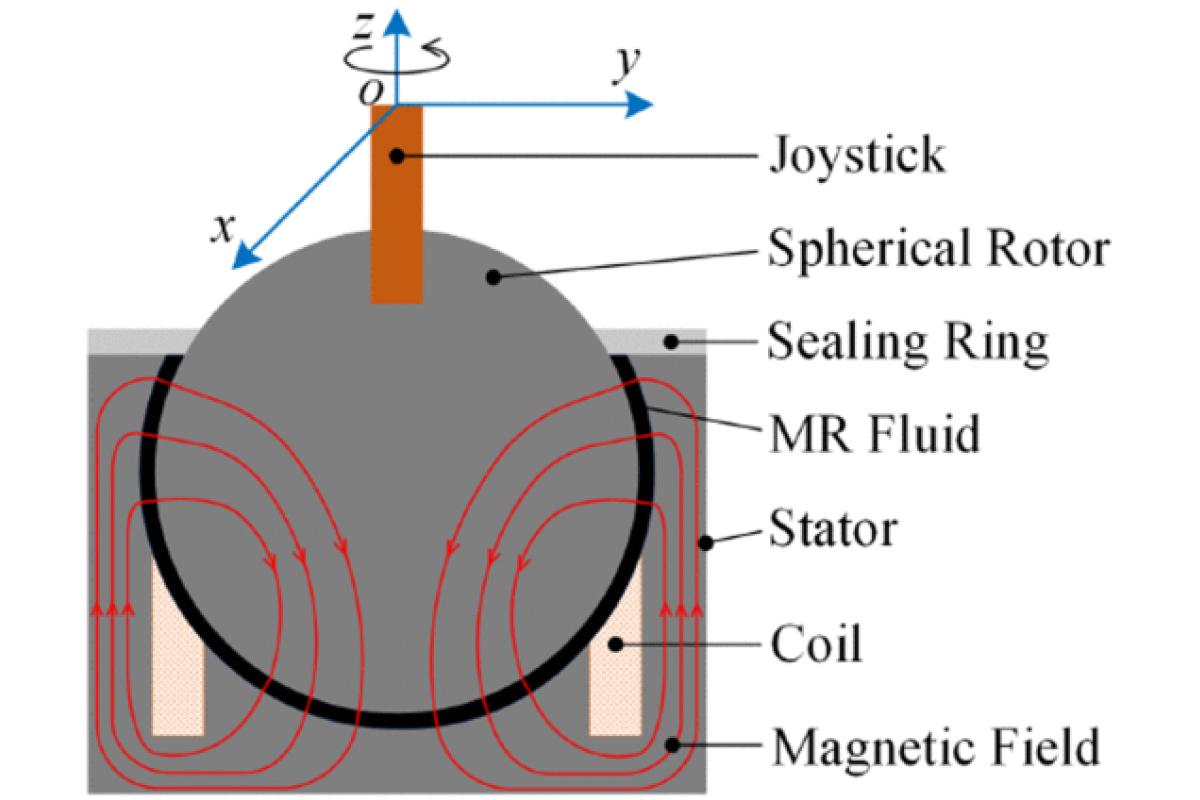 z
y
o
Joystick
x
Spherical Rotor
Sealing Ring
MR Fluid
Stator
Coil
Magnetic Field